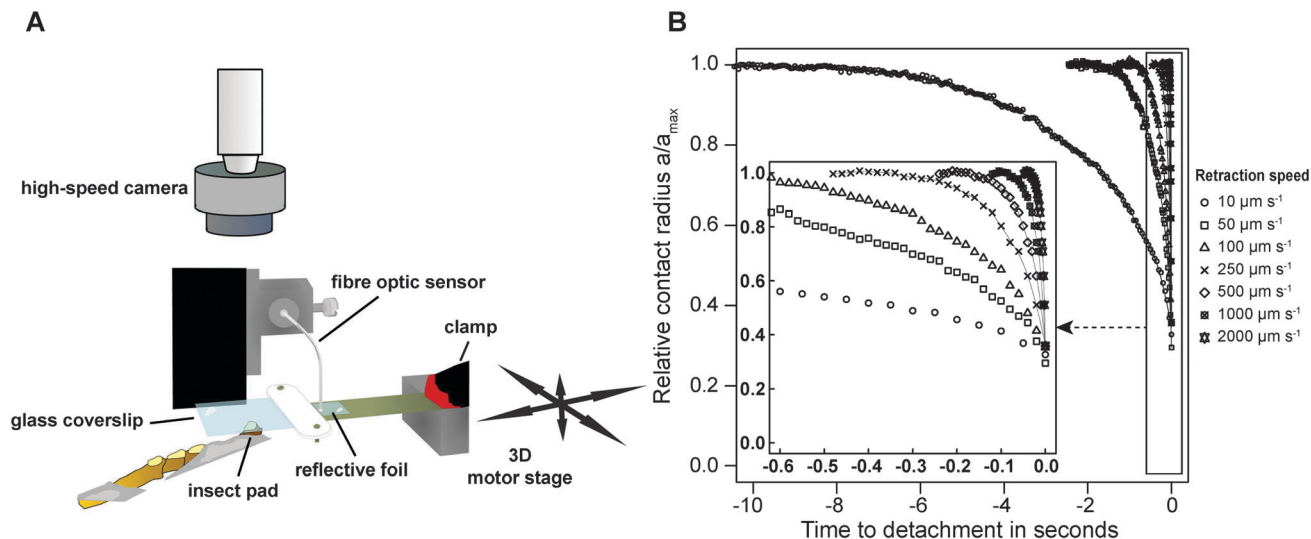 A
high-speed camera
fibre optic sensor
clamp
glass coverslip
insect pad
reflective foil
3D
motor stage
B
Relative contact radius a/a_max
1.0
0.8
0.6
0.4
0.2
0.0
-10
-8
-6
-4
-2
0
Time to detachment in seconds
1.0
0.8
0.6
0.4
0.2
0.0
-0.6
-0.5
-0.4
-0.3
-0.2
-0.1
0.0
Retraction speed
10 µm s⁻¹
50 µm s⁻¹
100 µm s⁻¹
250 µm s⁻¹
500 µm s⁻¹
1000 µm s⁻¹
2000 µm s⁻¹